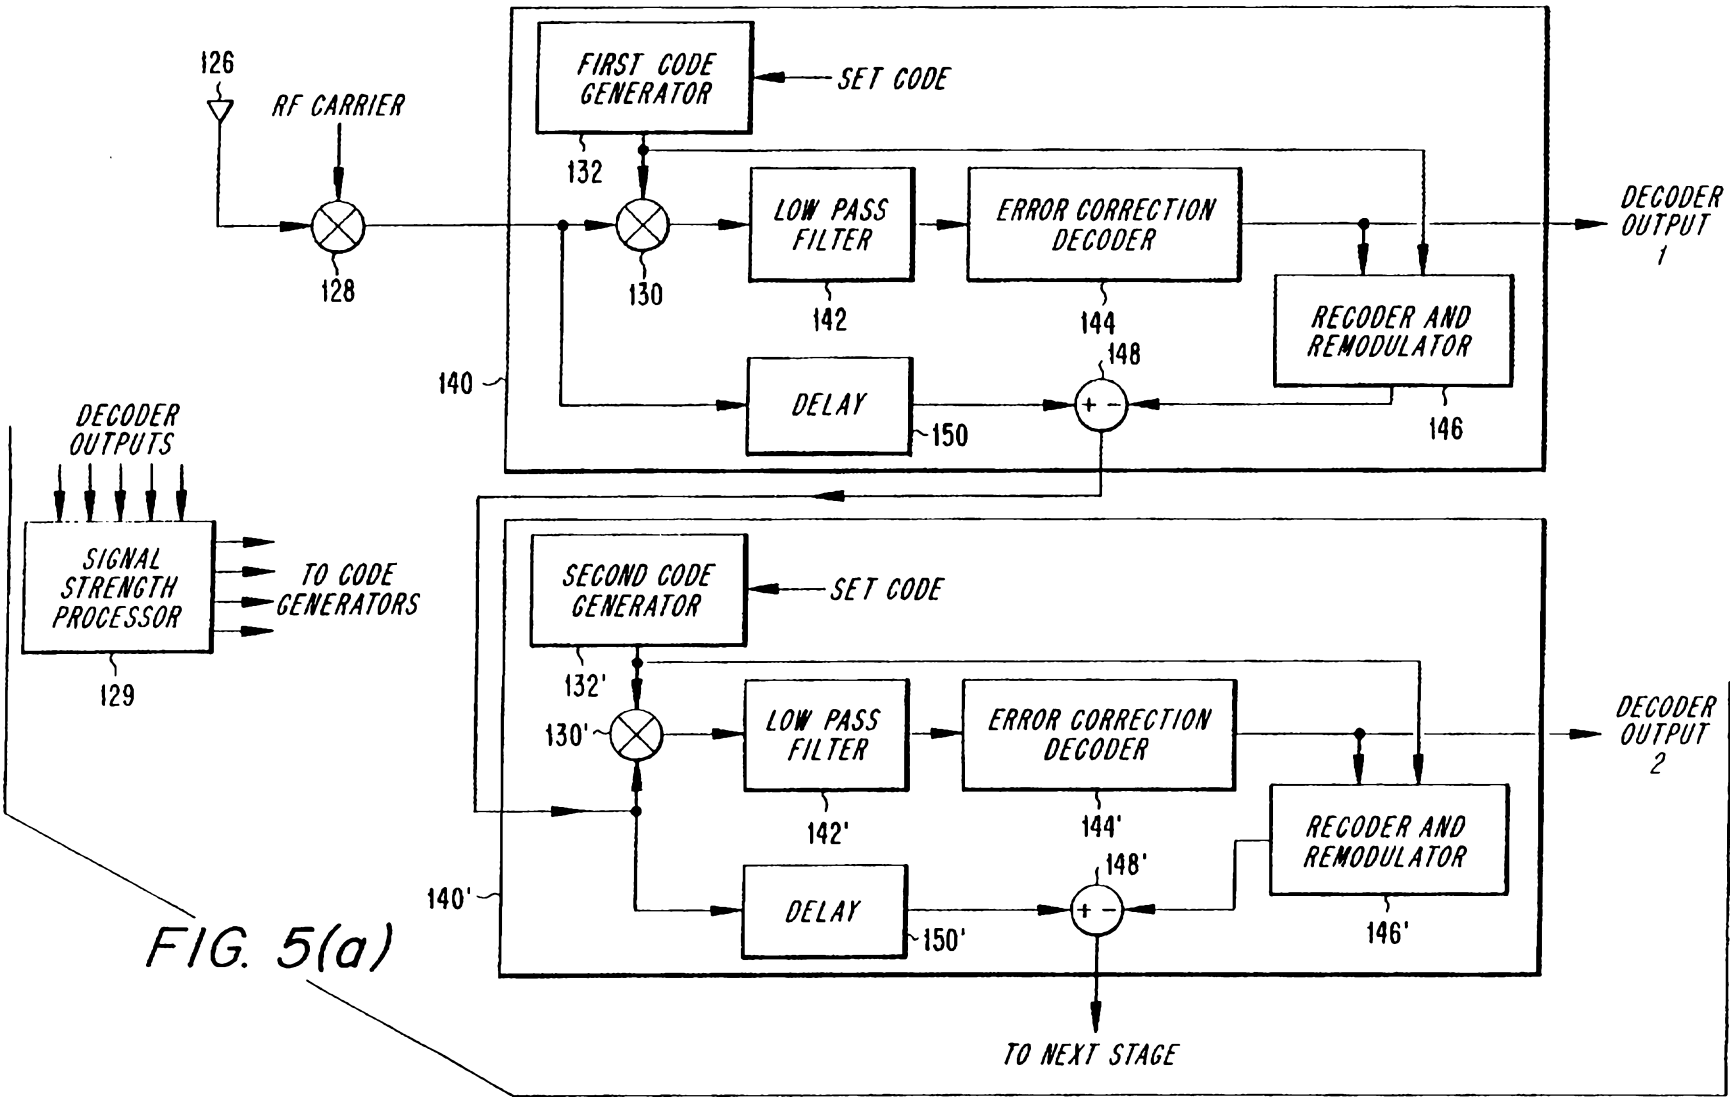 126
RF CARRIER
128
FIRST CODE
GENERATOR
SET CODE
132
130
LOW PASS
FILTER
142
ERROR CORRECTION
DECODER
144
148
DECODER
OUTPUT
1
RECODER AND
REMODULATOR
146
140
DELAY
150
+ -
DECODER
OUTPUTS
SIGNAL
STRENGTH
PROCESSOR
129
TO CODE
GENERATORS
SECOND CODE
GENERATOR
SET CODE
132'
130'
LOW PASS
FILTER
142'
ERROR CORRECTION
DECODER
144'
148'
DECODER
OUTPUT
2
RECODER AND
REMODULATOR
146'
140'
DELAY
150'
+ -
TO NEXT STAGE
FIG. 5(a)